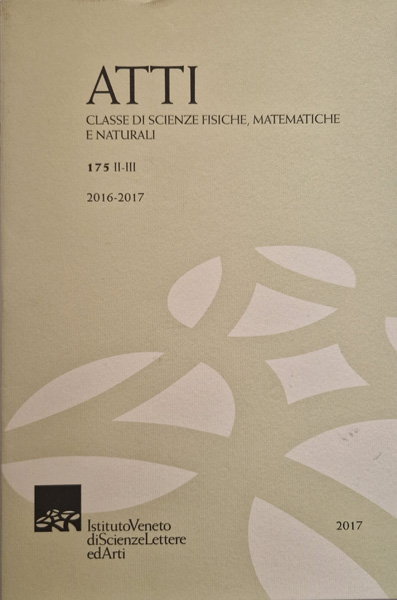 ATTI
CLASSE DI SCIENZE FISICHE, MATEMATICHE
E NATURALI
175 II-III
2016-2017
IstitutoVeneto
diScienzeLettere
edArti
2017